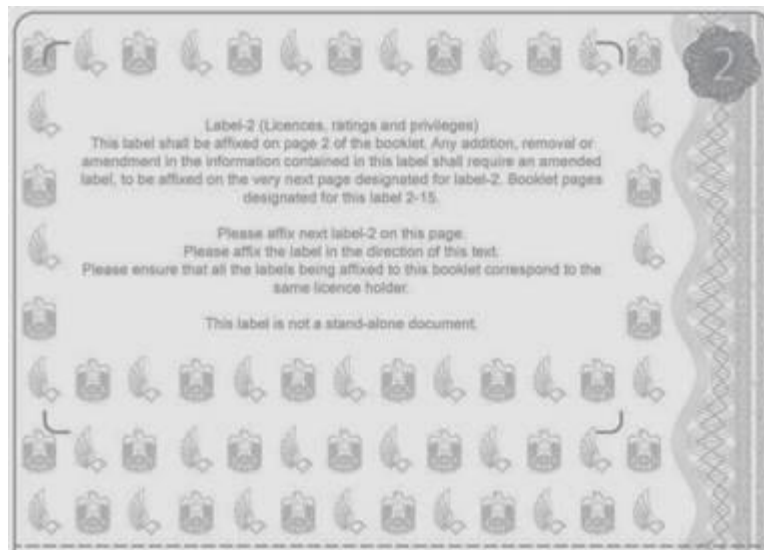 2
Label-2 (Licences, ratings and privileges)
This label shall be affixed on page 2 of the booklet. Any addition, removal or
amendment in the information contained in this label shall require an amended
label, to be affixed on the very next page designated for label-2. Booklet pages
designated for this label 2-15.
Please affix next label-2 on this page.
Please affix the label in the direction of this text.
Please ensure that all the labels being affixed to this booklet correspond to the
same licence holder.
This label is not a stand-alone document.